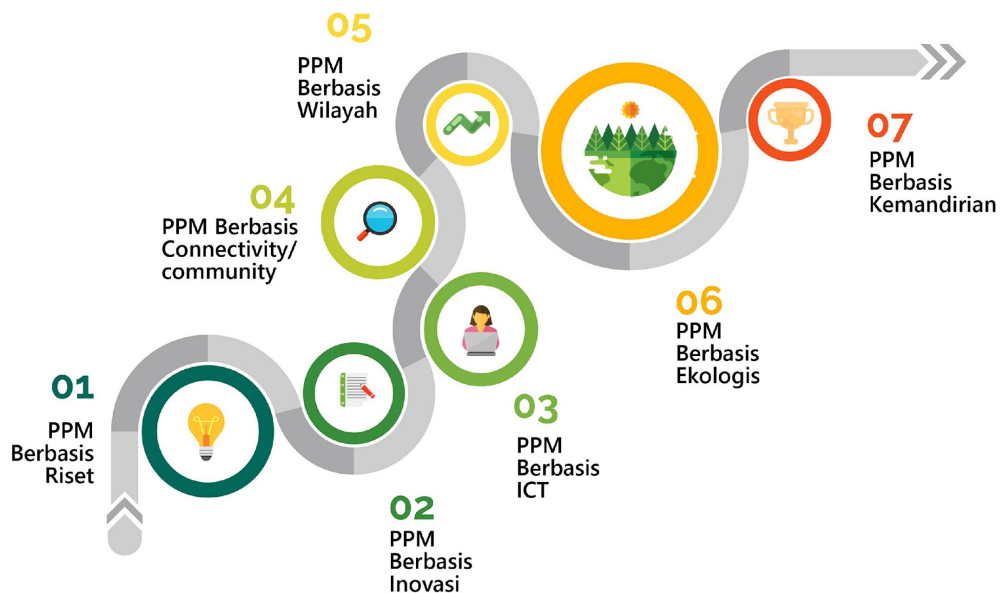 01
PPM
Berbasis
Riset
02
PPM
Berbasis
Inovasi
03
PPM
Berbasis
ICT
04
PPM Berbasis
Connectivity/
community
05
PPM
Berbasis
Wilayah
06
PPM
Berbasis
Ekologis
07
PPM
Berbasis
Kemandirian